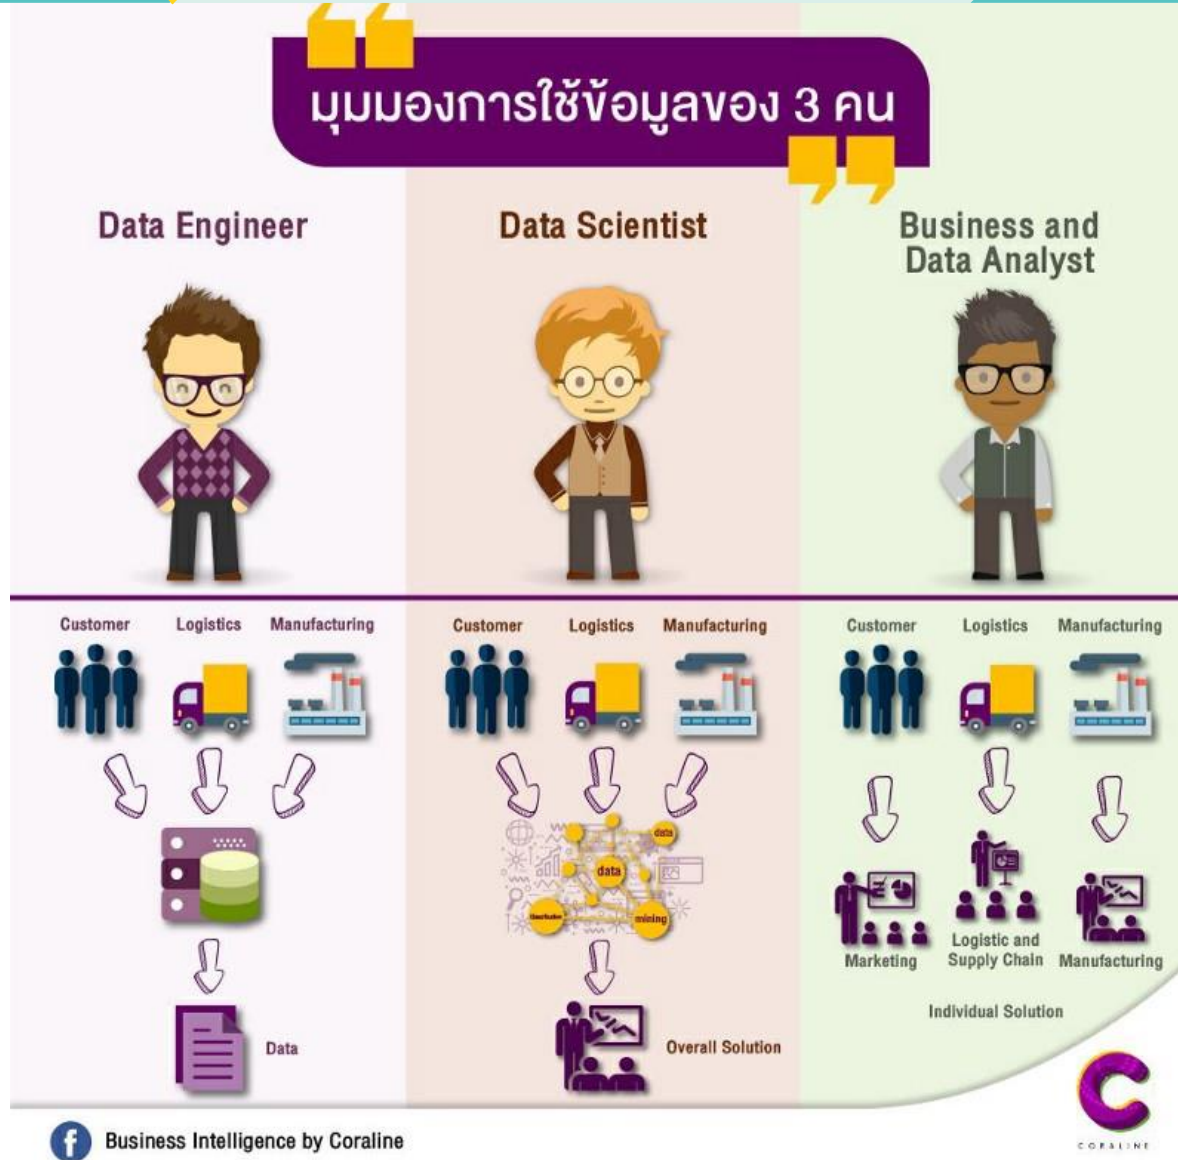 มุมมองการใช้ข้อมูลของ 3 คน
Data Engineer
Data Scientist
Business and
Data Analyst
Customer
Logistics
Manufacturing
Customer
Logistics
Manufacturing
Customer
Logistics
Manufacturing
data
data
mining
Marketing
Logistic and
Supply Chain
Manufacturing
Individual Solution
Data
Overall Solution
Business Intelligence by Coraline
CORALINE